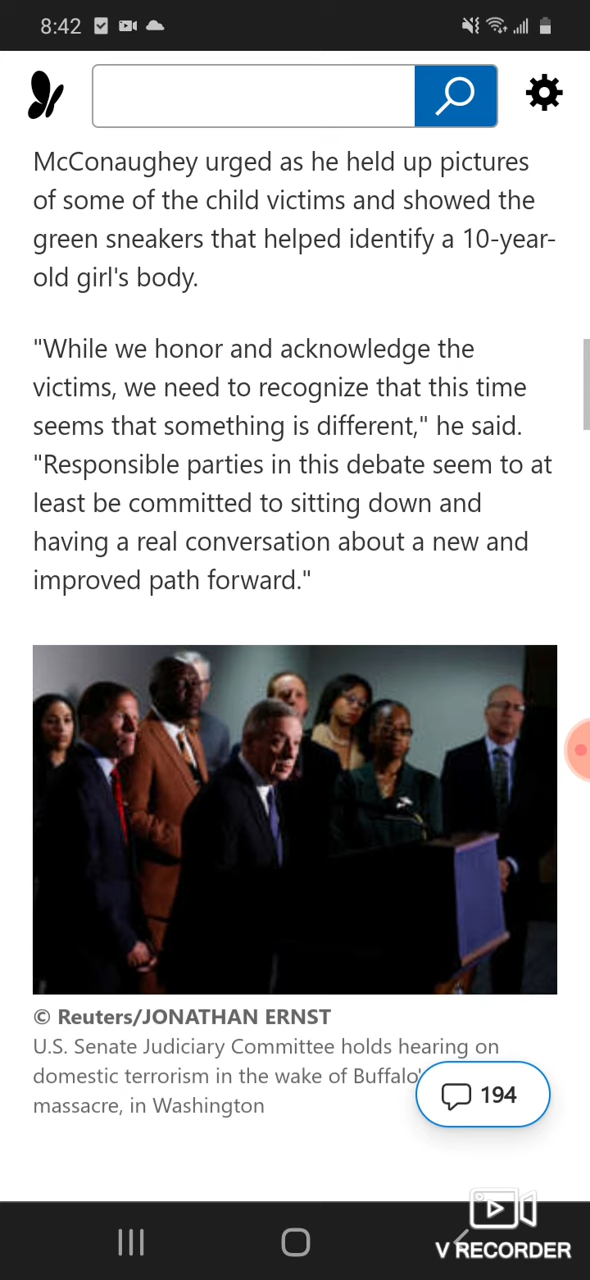 8:42
McConaughey urged as he held up pictures
of some of the child victims and showed the
green sneakers that helped identify a 10-year-
old girl's body.
"While we honor and acknowledge the
victims, we need to recognize that this time
seems that something is different," he said.
"Responsible parties in this debate seem to at
least be committed to sitting down and
having a real conversation about a new and
improved path forward."
© Reuters/JONATHAN ERNST
U.S. Senate Judiciary Committee holds hearing on
domestic terrorism in the wake of Buffalo'
massacre, in Washington
194
V RECORDER